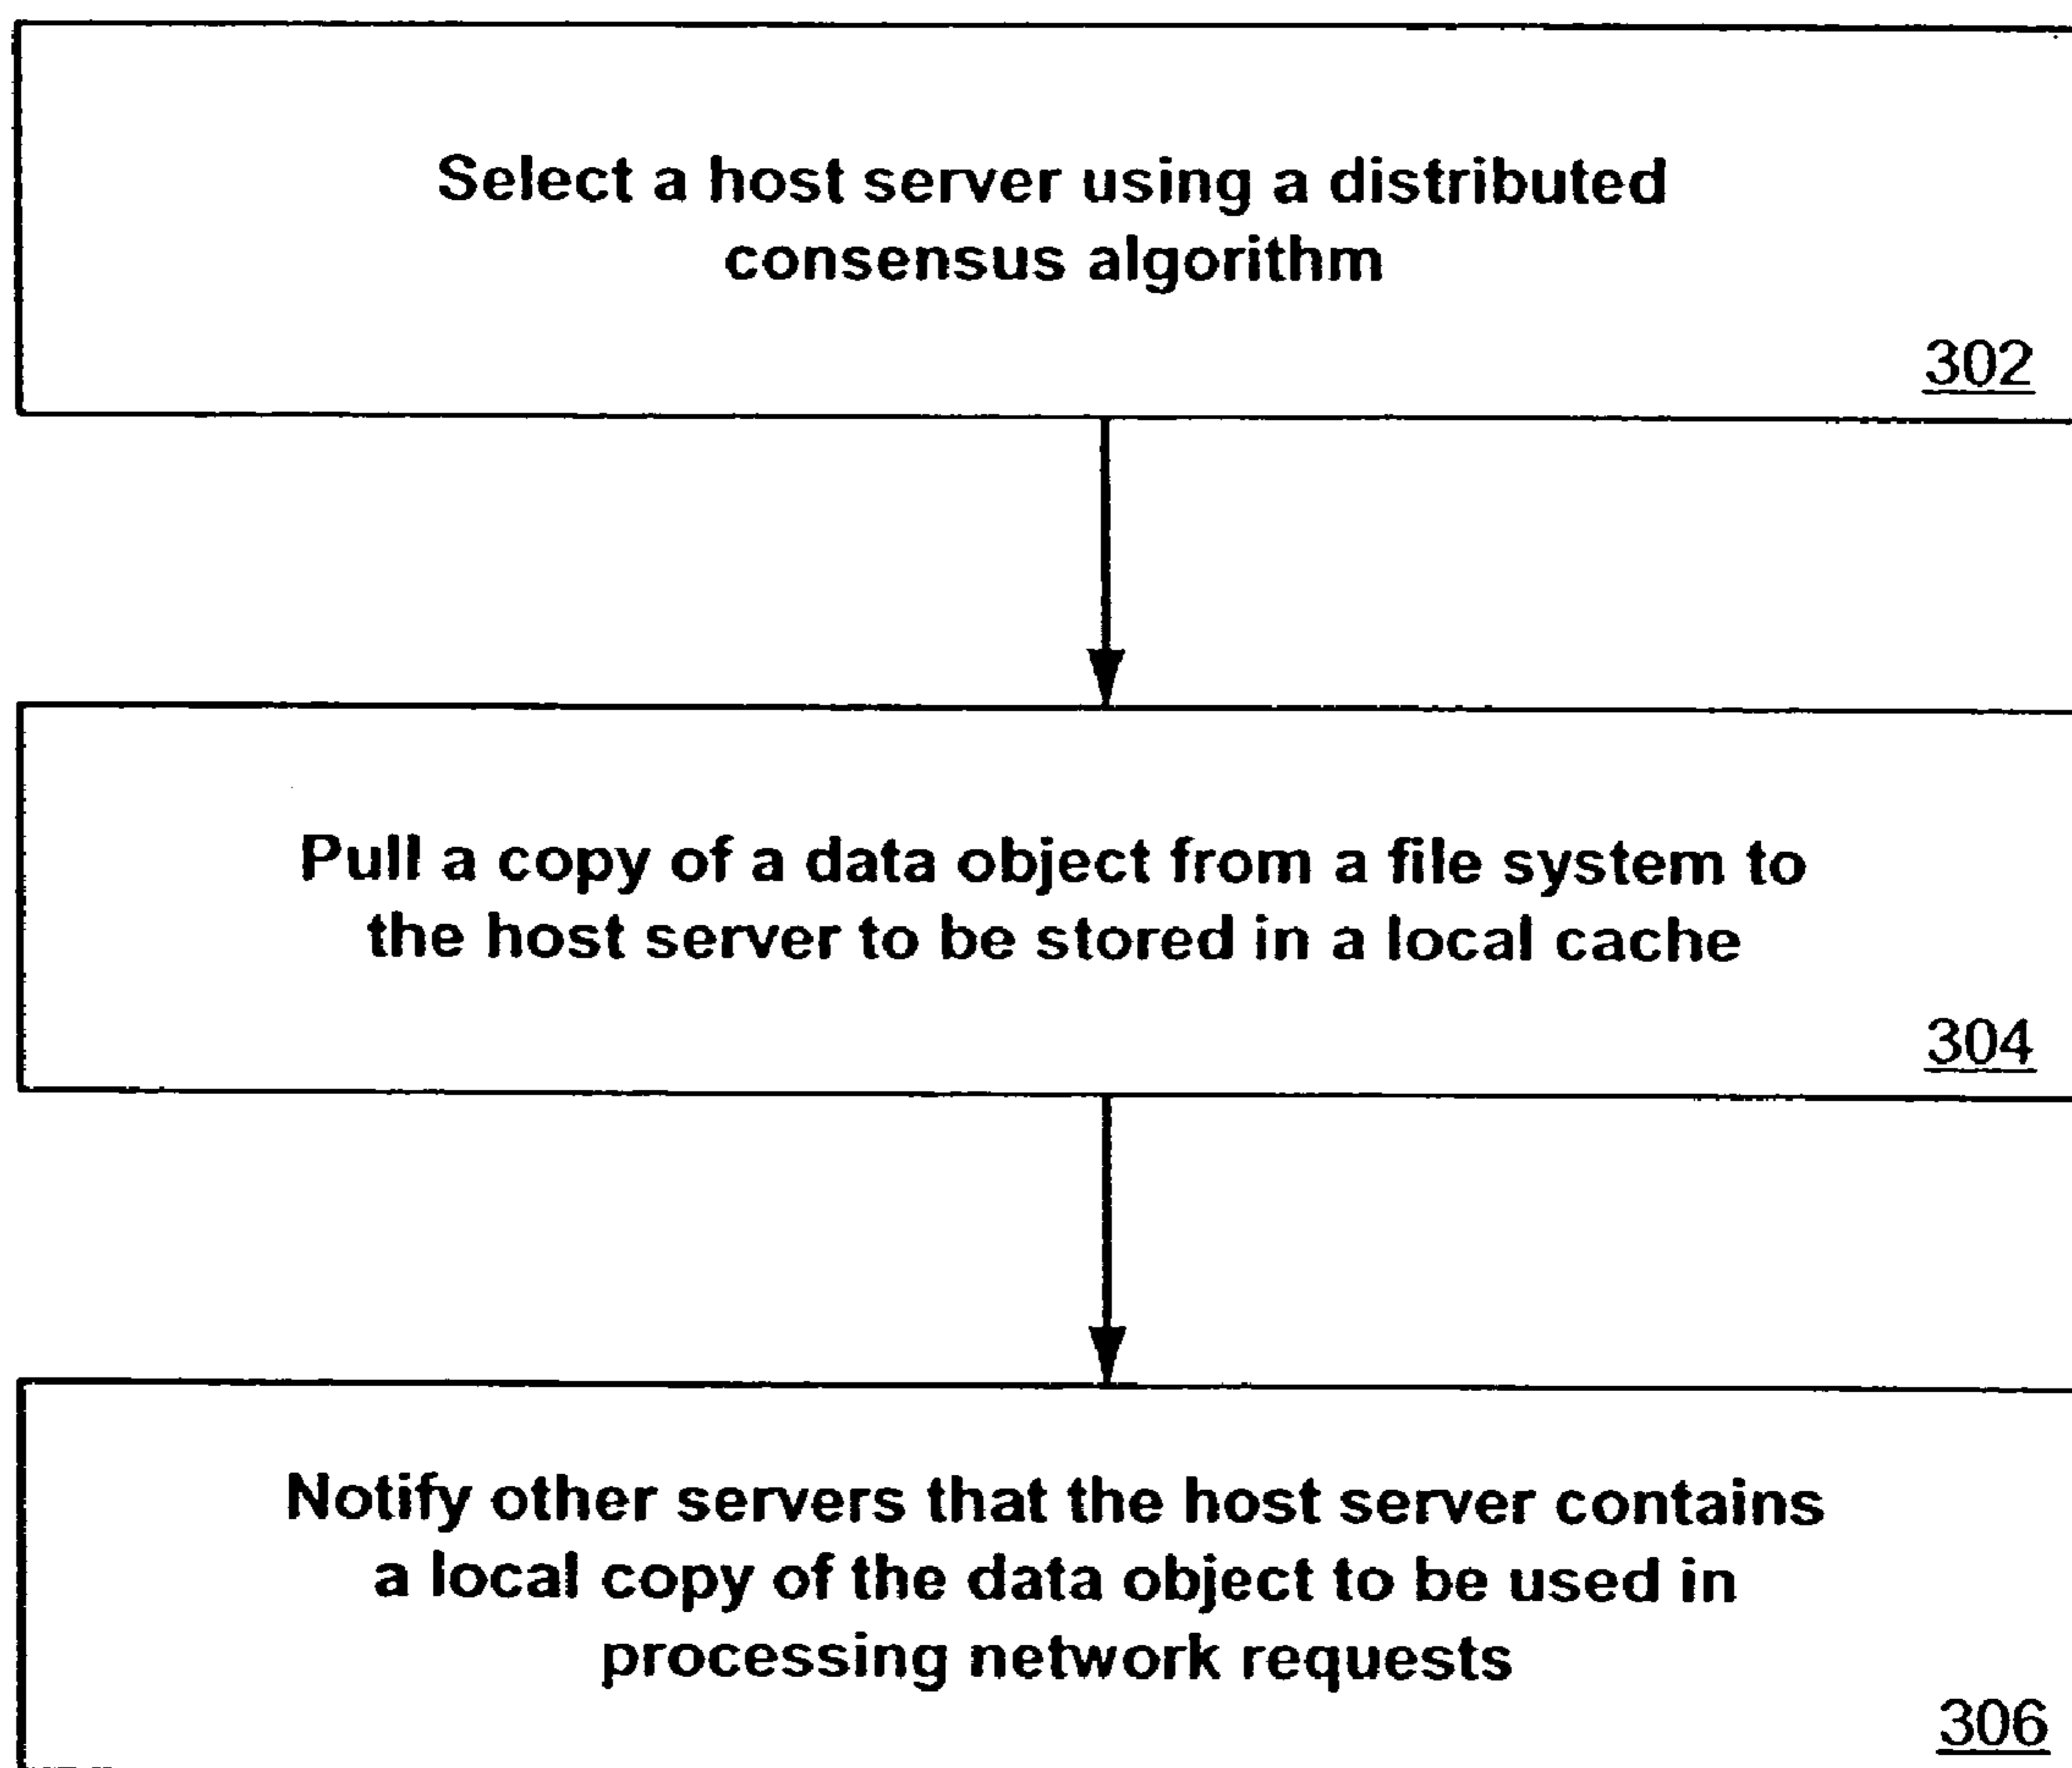 Select a host server using a distributed
consensus algorithm
302
Pull a copy of a data object from a file system to
the host server to be stored in a local cache
304
Notify other servers that the host server contains
a local copy of the data object to be used in
processing network requests
306